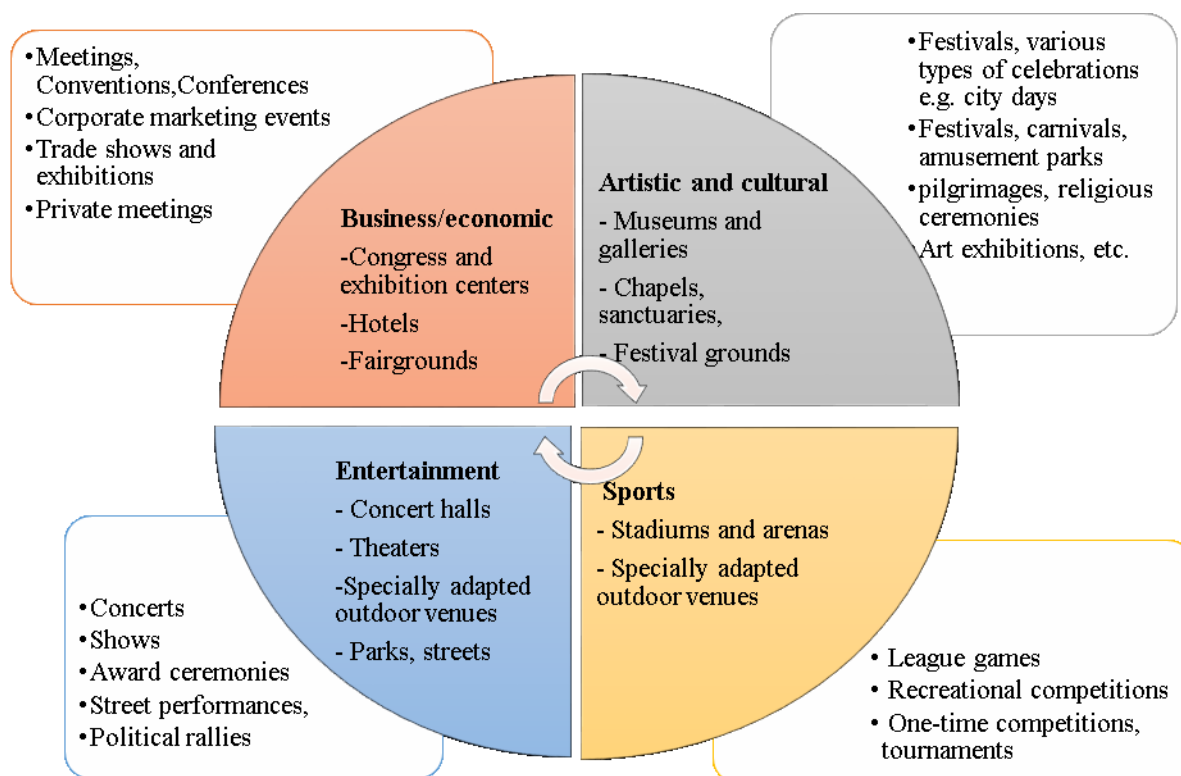 •Meetings,
Conventions,Conferences
•Corporate marketing events
•Trade shows and
exhibitions
•Private meetings
Business/economic
-Congress and
exhibition centers
-Hotels
-Fairgrounds
•Festivals, various
types of celebrations
e.g. city days
•Festivals, carnivals,
amusement parks
•pilgrimages, religious
ceremonies
•Art exhibitions, etc.
Artistic and cultural
- Museums and
galleries
- Chapels,
sanctuaries,
- Festival grounds
Entertainment
- Concert halls
- Theaters
-Specially adapted
outdoor venues
- Parks, streets
•Concerts
•Shows
•Award ceremonies
•Street performances,
•Political rallies
Sports
- Stadiums and arenas
- Specially adapted
outdoor venues
• League games
• Recreational competitions
• One-time competitions,
tournaments